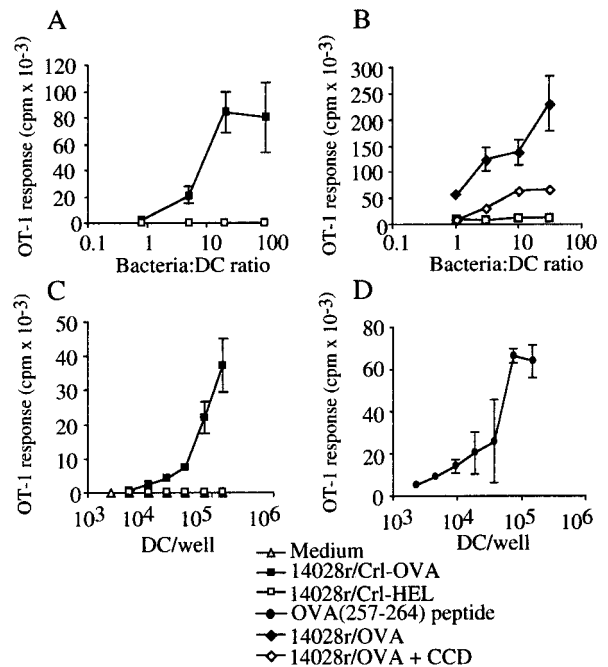 A
OT-1 response (cpm x 10-3)
120
100
80
60
40
20
0
0.1
1
10
100
Bacteria:DC ratio
B
OT-1 response (cpm x 10-3)
300
250
200
150
100
50
0
0.1
1
10
100
Bacteria:DC ratio
C
OT-1 response (cpm x 10-3)
50
40
30
20
10
0
103
104
105
106
DC/well
D
OT-1 response (cpm x 10-3)
80
60
40
20
0
103
104
105
106
DC/well
Medium
14028r/Crl-OVA
14028r/Crl-HEL
OVA(257-264) peptide
14028r/OVA
14028r/OVA + CCD